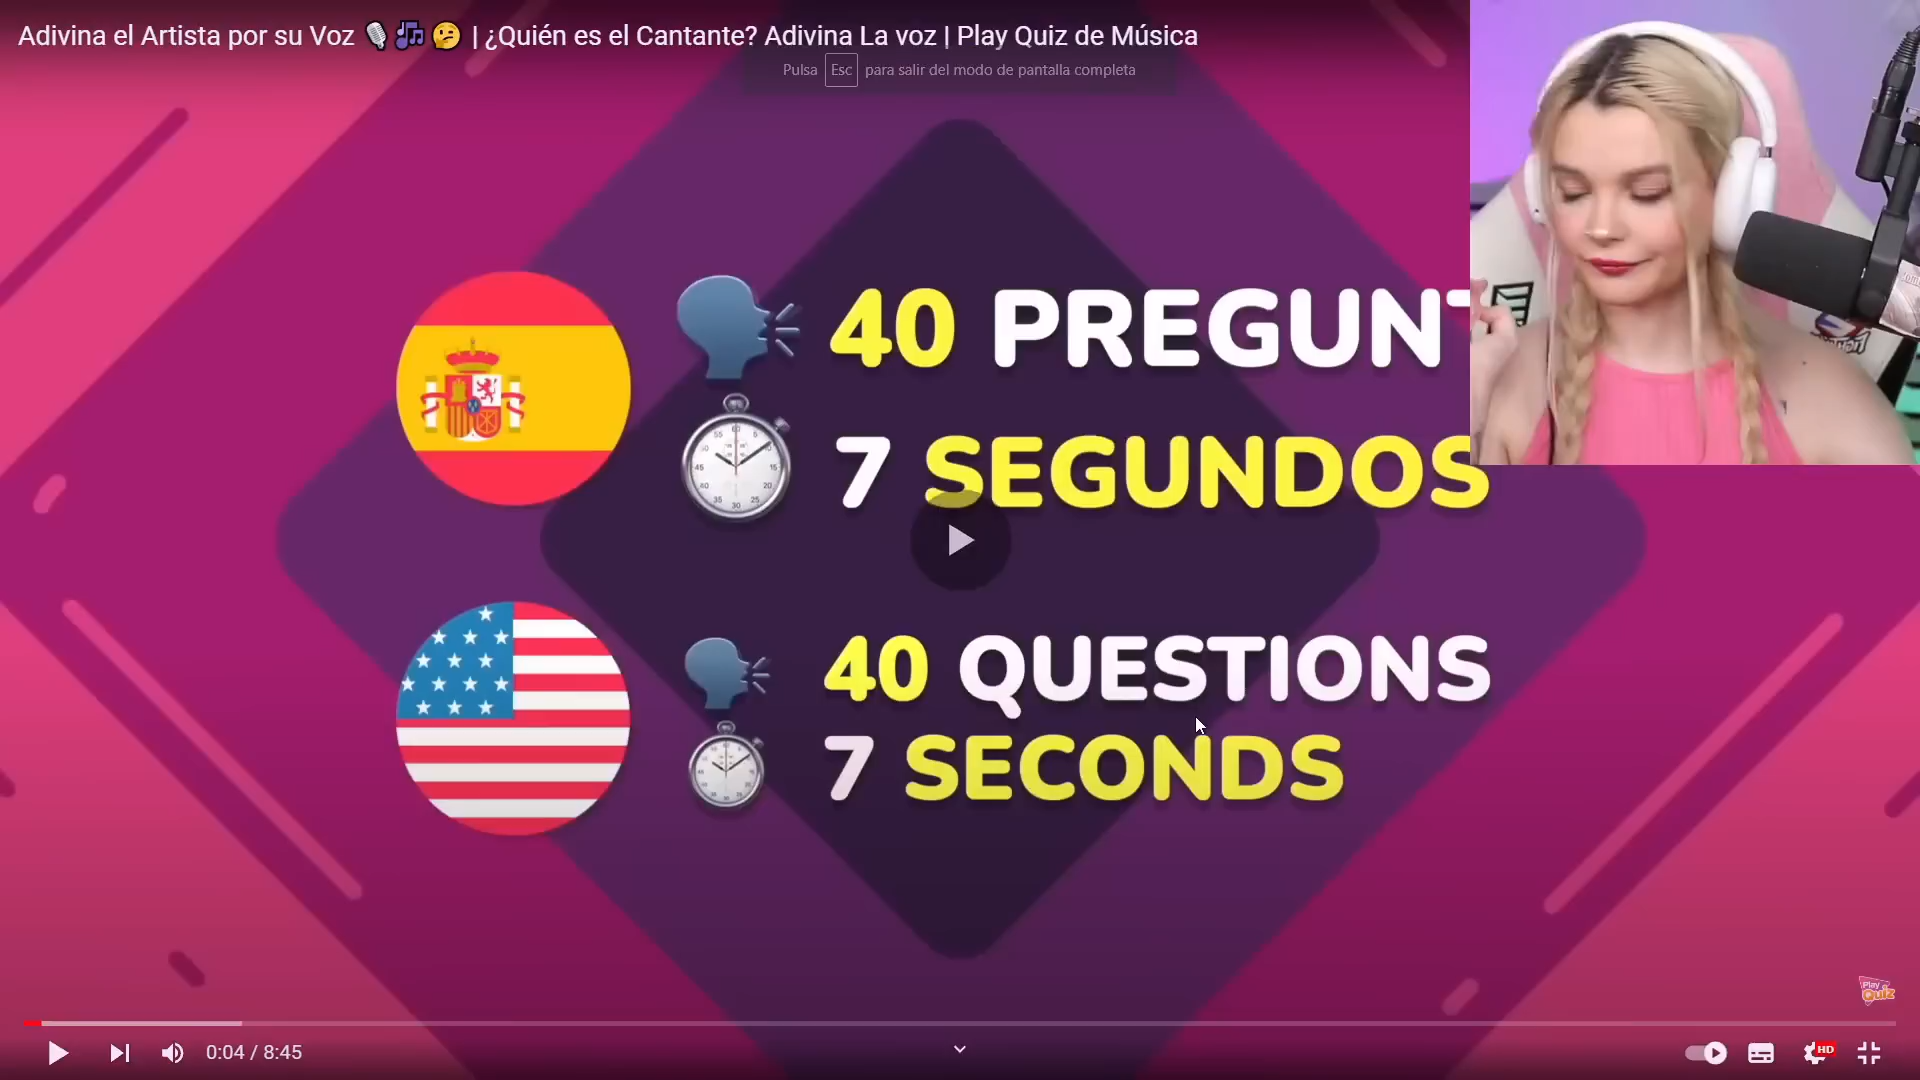 Adivina el Artista por su Voz 🎙️🎶🤔 | ¿Quién es el Cantante? Adivina La voz | Play Quiz de Música
Pulsa Esc para salir del modo de pantalla completa
40 PREGUNT
7 SEGUNDOS
40 QUESTIONS
7 SECONDS
Play Quiz
0:04 / 8:45
HD